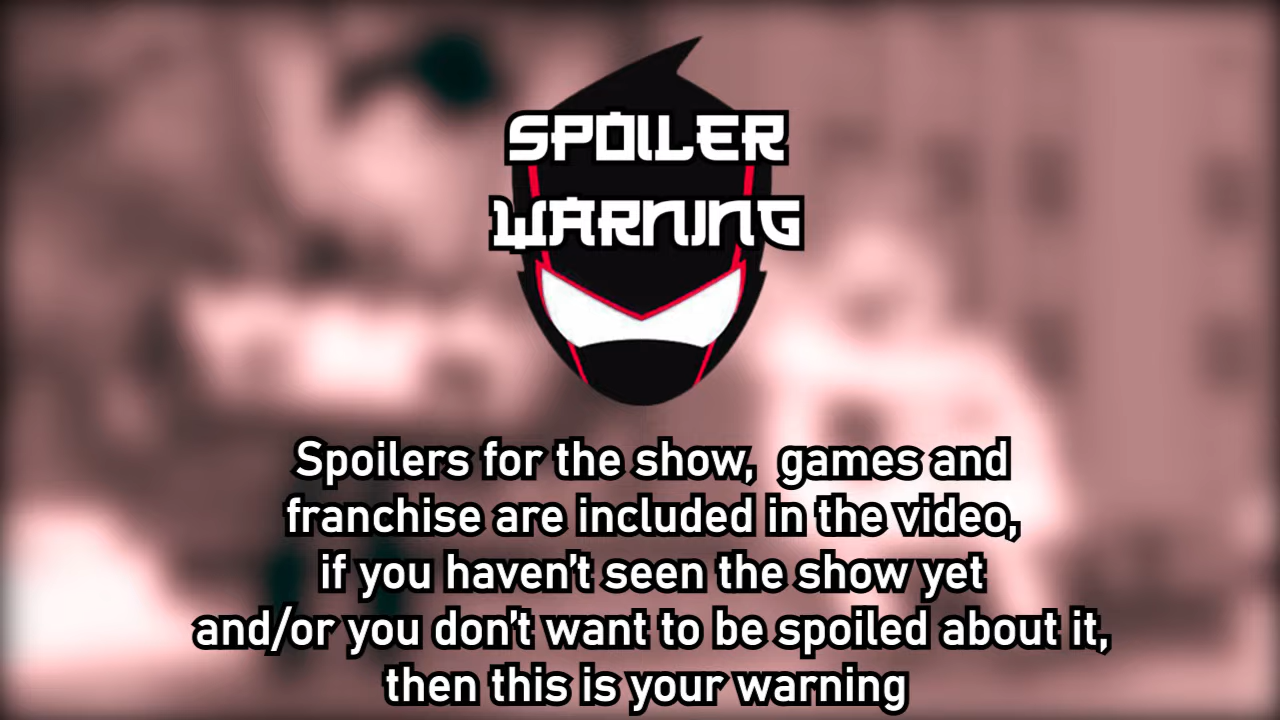 SPOILER
WARNING
Spoilers for the show, games and
franchise are included in the video,
if you haven't seen the show yet
and/or you don't want to be spoiled about it,
then this is your warning